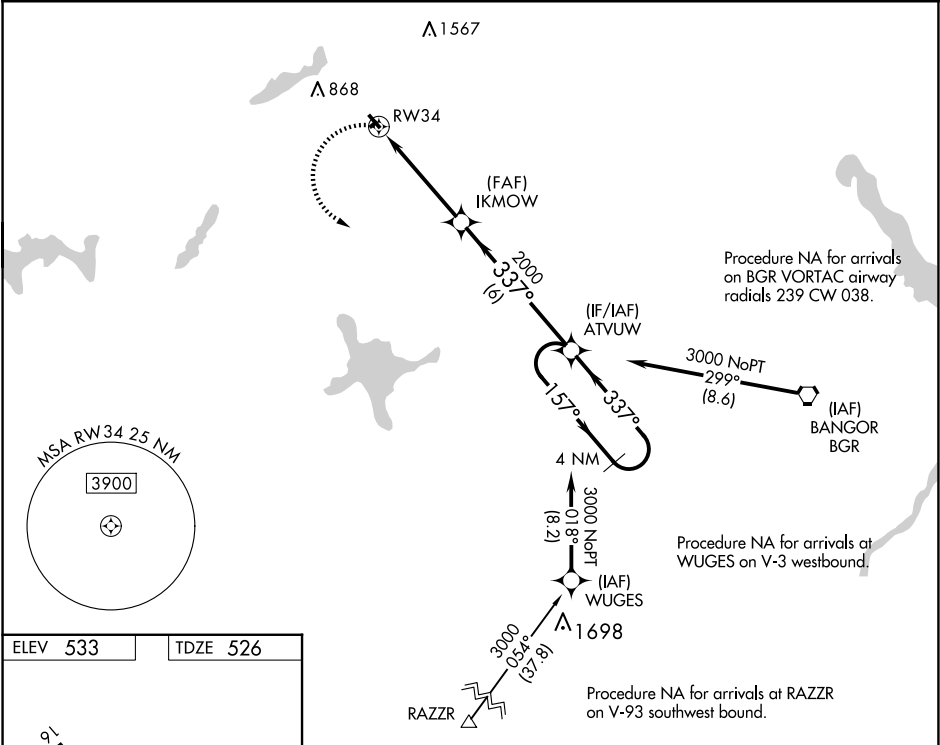 1567
868
RW34
(FAF)
IKMOW
2000
337°
(6)
Procedure NA for arrivals
on BGR VORTAC airway
radials 239 CW 038.
(IF/IAF)
ATVUW
3000 NoPT
299°
(8.6)
(IAF)
BANGOR
BGR
157°
337°
4 NM
MSA RW34 25 NM
3900
3000 NoPT
018°
(8.2)
Procedure NA for arrivals at
WUGES on V-3 westbound.
(IAF)
WUGES
1698
3000
054°
(37.8)
RAZZR
Procedure NA for arrivals at RAZZR
on V-93 southwest bound.
ELEV 533
TDZE 526
16